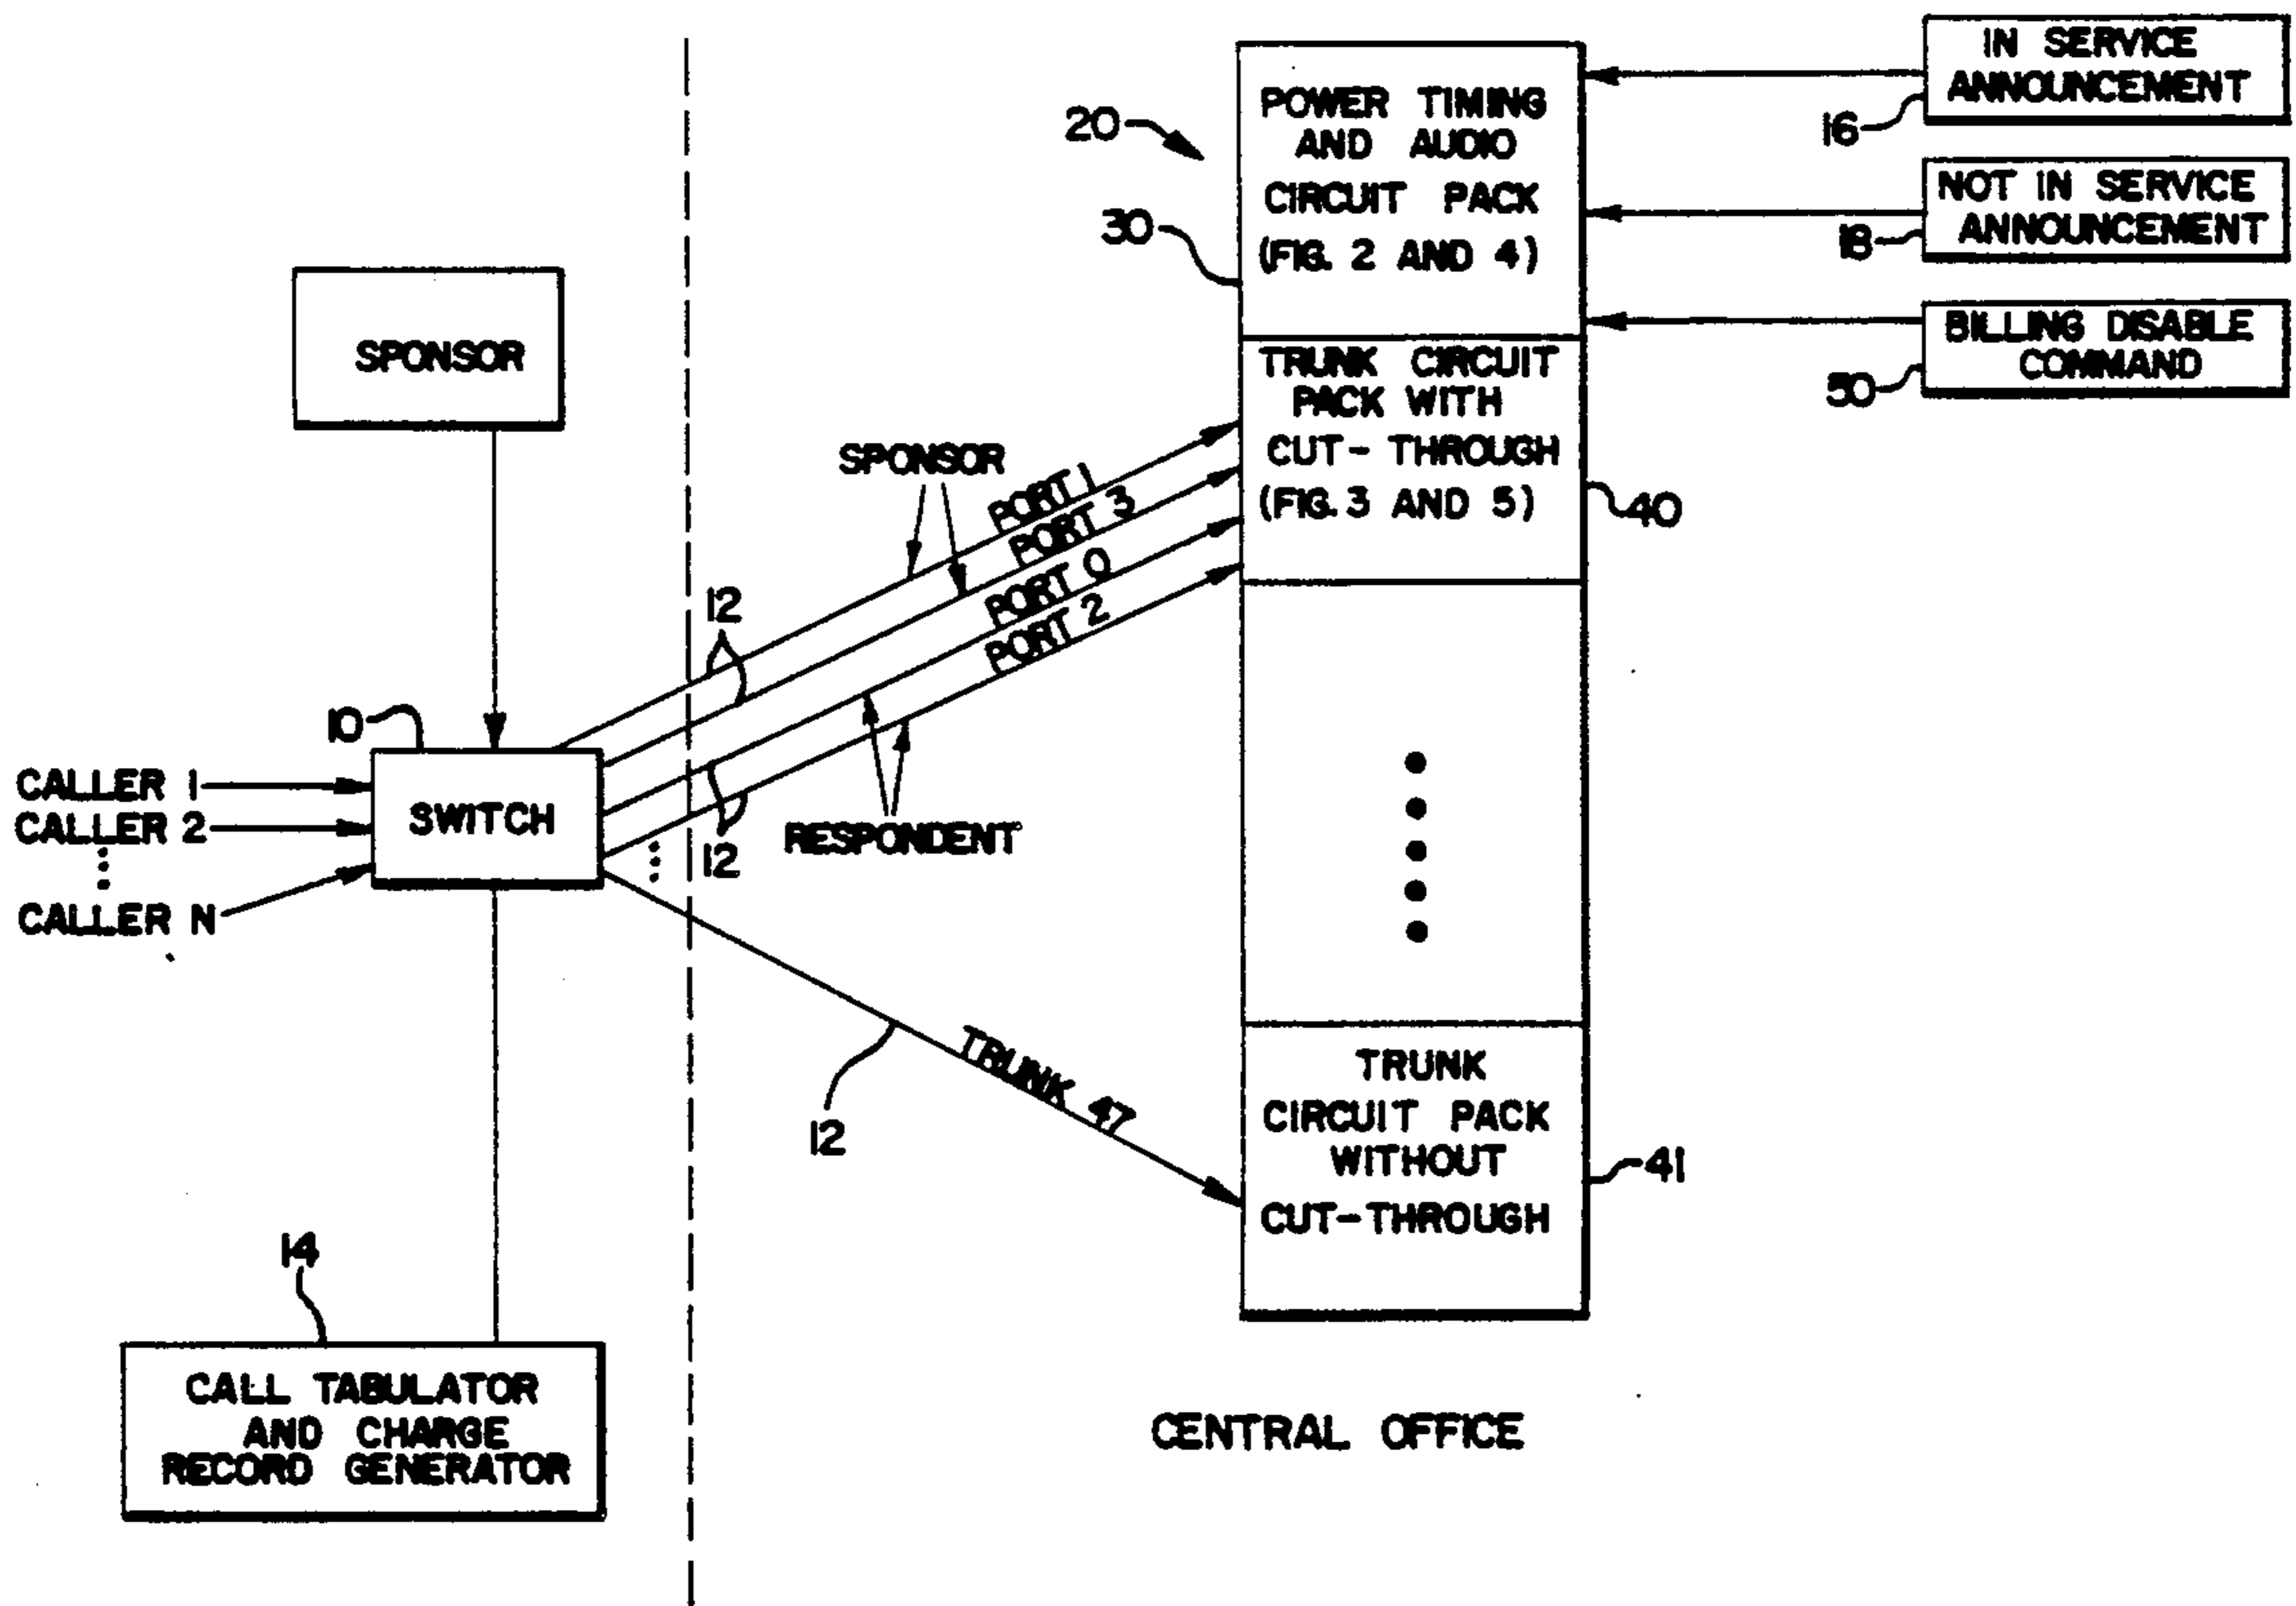 IN SERVICE
ANNOUNCEMENT
16
NOT IN SERVICE
ANNOUNCEMENT
18
BILLING DISABLE
COMMAND
50
20
POWER TIMING
AND AUDIO
CIRCUIT PACK
(FIG. 2 AND 4)
30
TRUNK CIRCUIT
PACK WITH
CUT-THROUGH
(FIG. 3 AND 5)
40
SPONSOR
SPONSOR
PORT 1
PORT 3
PORT 0
PORT 2
12
10
SWITCH
CALLER 1
CALLER 2
CALLER N
12
RESPONDENT
TRUNK 47
12
TRUNK
CIRCUIT PACK
WITHOUT
CUT-THROUGH
41
14
CALL TABULATOR
AND CHARGE
RECORD GENERATOR
CENTRAL OFFICE